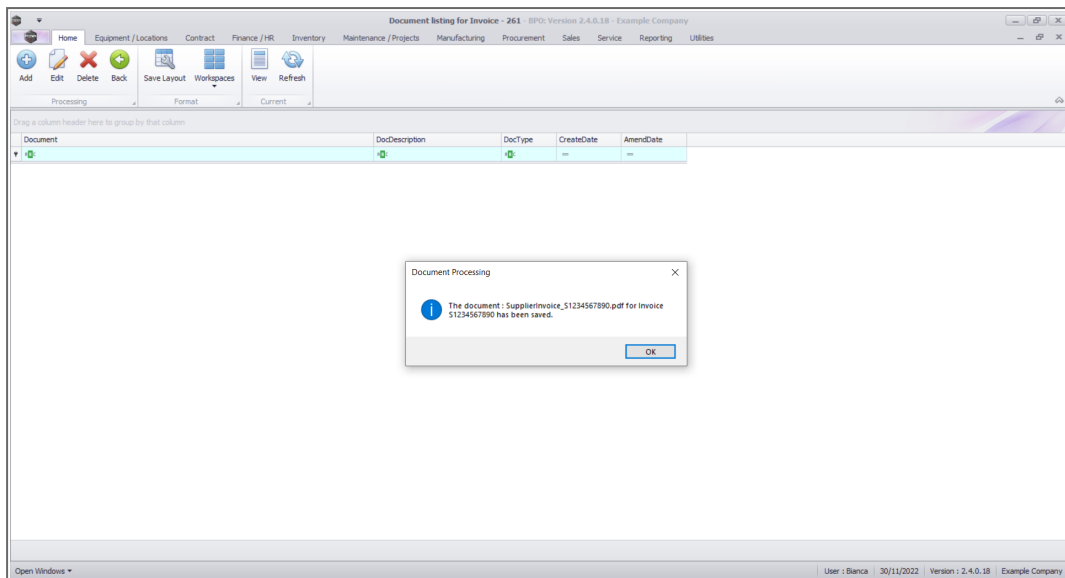 Document listing for Invoice - 261 - BPO: Version 2.4.0.18 - Example Company
Home Equipment / Locations Contract Finance / HR Inventory Maintenance / Projects Manufacturing Procurement Sales Service Reporting Utilities
Add Edit Delete Back Save Layout Workspaces View Refresh
Processing Format Current
Drag a column header here to group by that column
Document DocDescription DocType CreateDate AmendDate
Document Processing
The document : SupplierInvoice_S1234567890.pdf for Invoice
S1234567890 has been saved.
OK
Open Windows User : Bianca 30/11/2022 Version : 2.4.0.18 Example Company